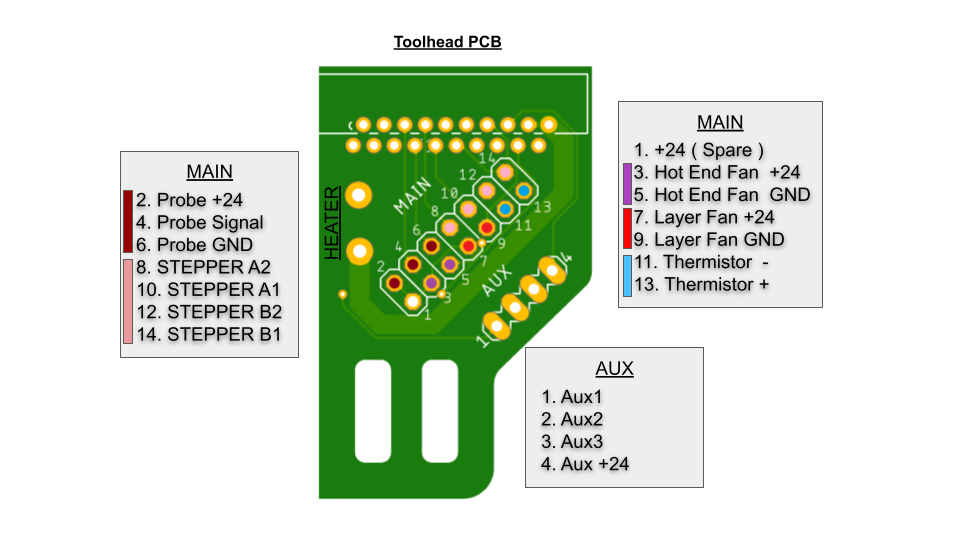 Toolhead PCB
MAIN
2. Probe +24
4. Probe Signal
6. Probe GND
8. STEPPER A2
10. STEPPER A1
12. STEPPER B2
14. STEPPER B1
HEATER
MAIN
14
12
10
8
6
4
2
13
11
9
7
5
3
1
AUX
4
1
MAIN
1. +24 ( Spare )
3. Hot End Fan +24
5. Hot End Fan GND
7. Layer Fan +24
9. Layer Fan GND
11. Thermistor -
13. Thermistor +
AUX
1. Aux1
2. Aux2
3. Aux3
4. Aux +24